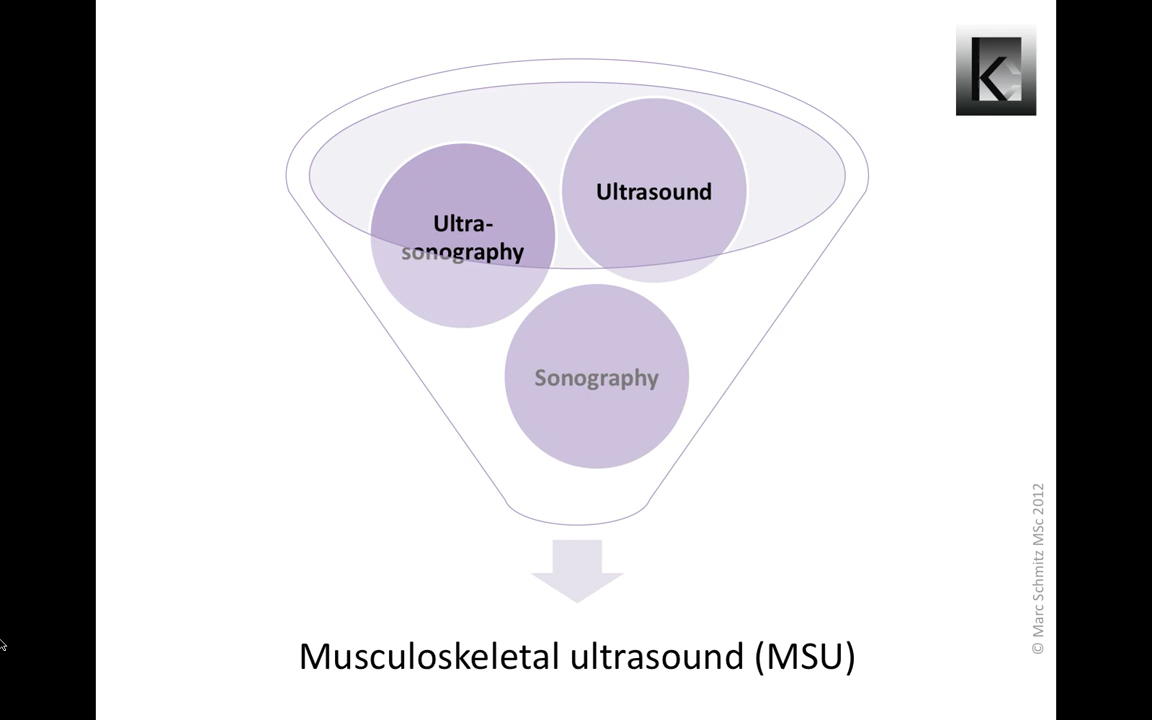 Ultrasound
Ultra-
sonography
Sonography
Musculoskeletal ultrasound (MSU)
© Marc Schmitz MSc 2012